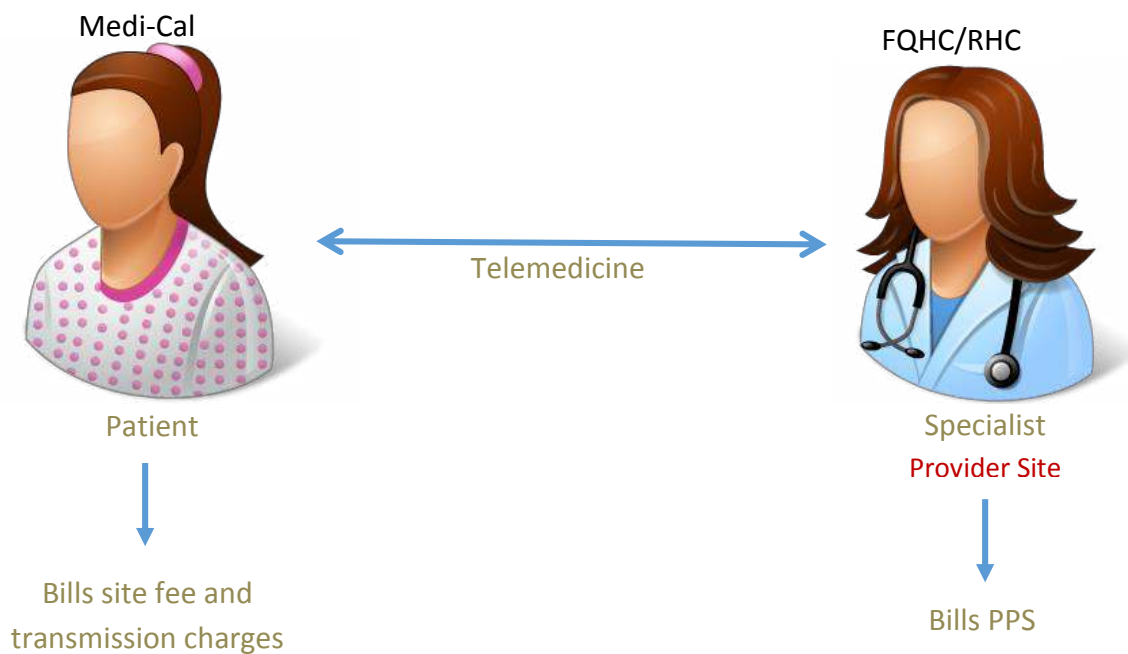 Medi-Cal
FQHC/RHC
Telemedicine
Patient
Specialist
Provider Site
Bills site fee and
transmission charges
Bills PPS